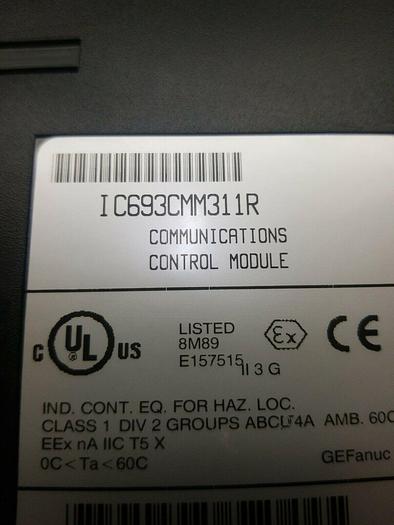 IC693CMM311R
COMMUNICATIONS
CONTROL MODULE
C UL US
LISTED
8M89
E157515
Ex
II 3 G
CE
IND. CONT. EQ. FOR HAZ. LOC.
CLASS 1 DIV 2 GROUPS ABCD T4A AMB. 60C
EEx nA IIC T5 X
0C<Ta<60C
GEFanuc